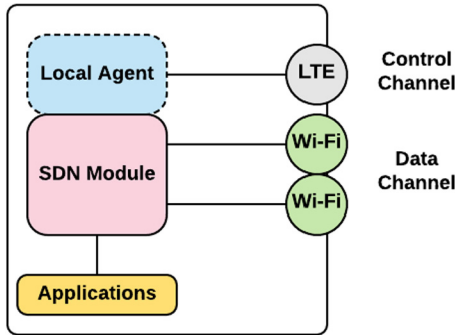 Local Agent
LTE
Control
Channel
SDN Module
Wi-Fi
Wi-Fi
Data
Channel
Applications